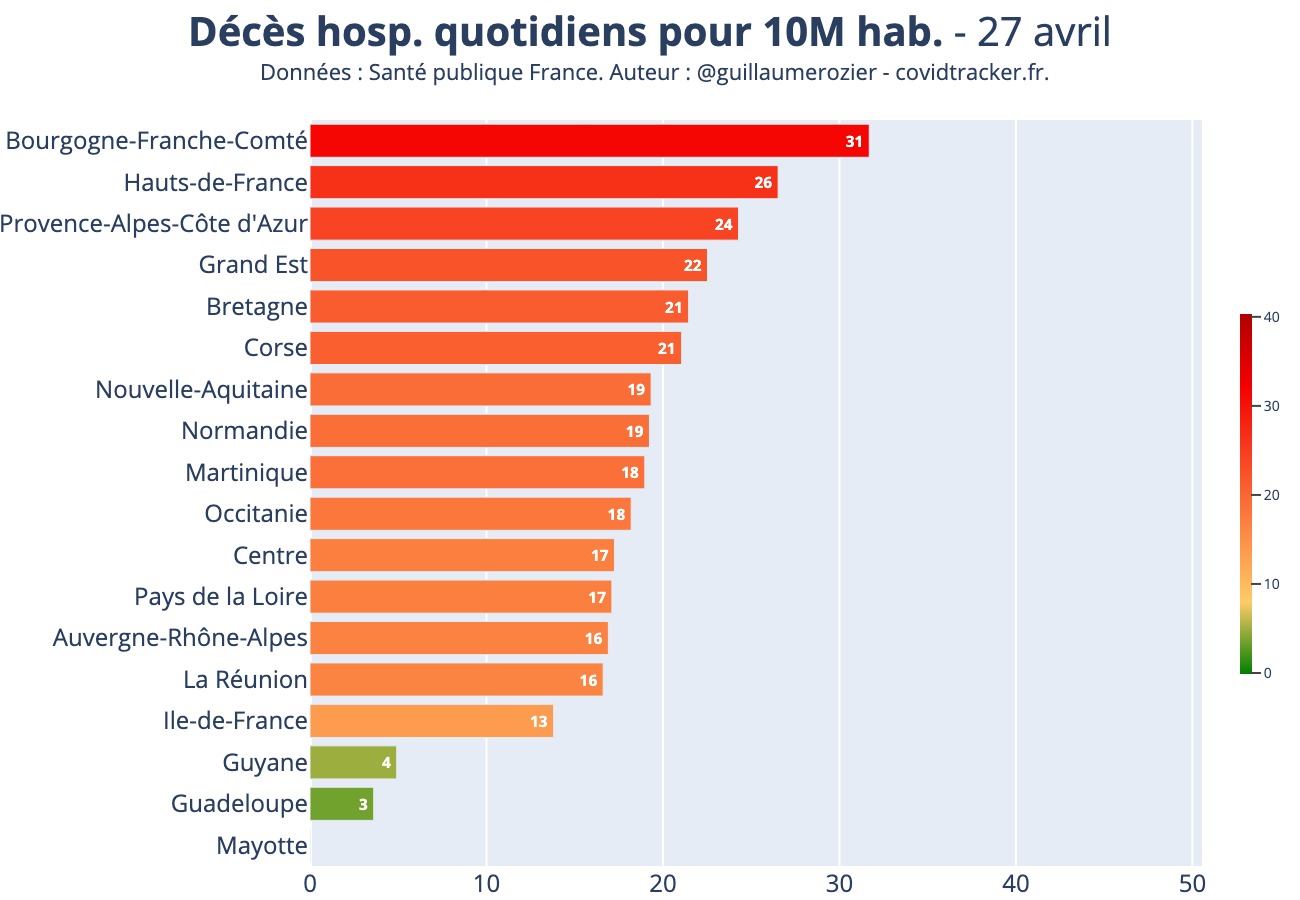 Décès hosp. quotidiens pour 10M hab. - 27 avril
Données : Santé publique France. Auteur : @guillaumerozier - covidtracker.fr.
Bourgogne-Franche-Comté 31
Hauts-de-France 26
Provence-Alpes-Côte d'Azur 24
Grand Est 22
Bretagne 21
Corse 21
Nouvelle-Aquitaine 19
Normandie 19
Martinique 18
Occitanie 18
Centre 17
Pays de la Loire 17
Auvergne-Rhône-Alpes 16
La Réunion 16
Ile-de-France 13
Guyane 4
Guadeloupe 3
Mayotte
0 10 20 30 40 50
40
30
20
10
0